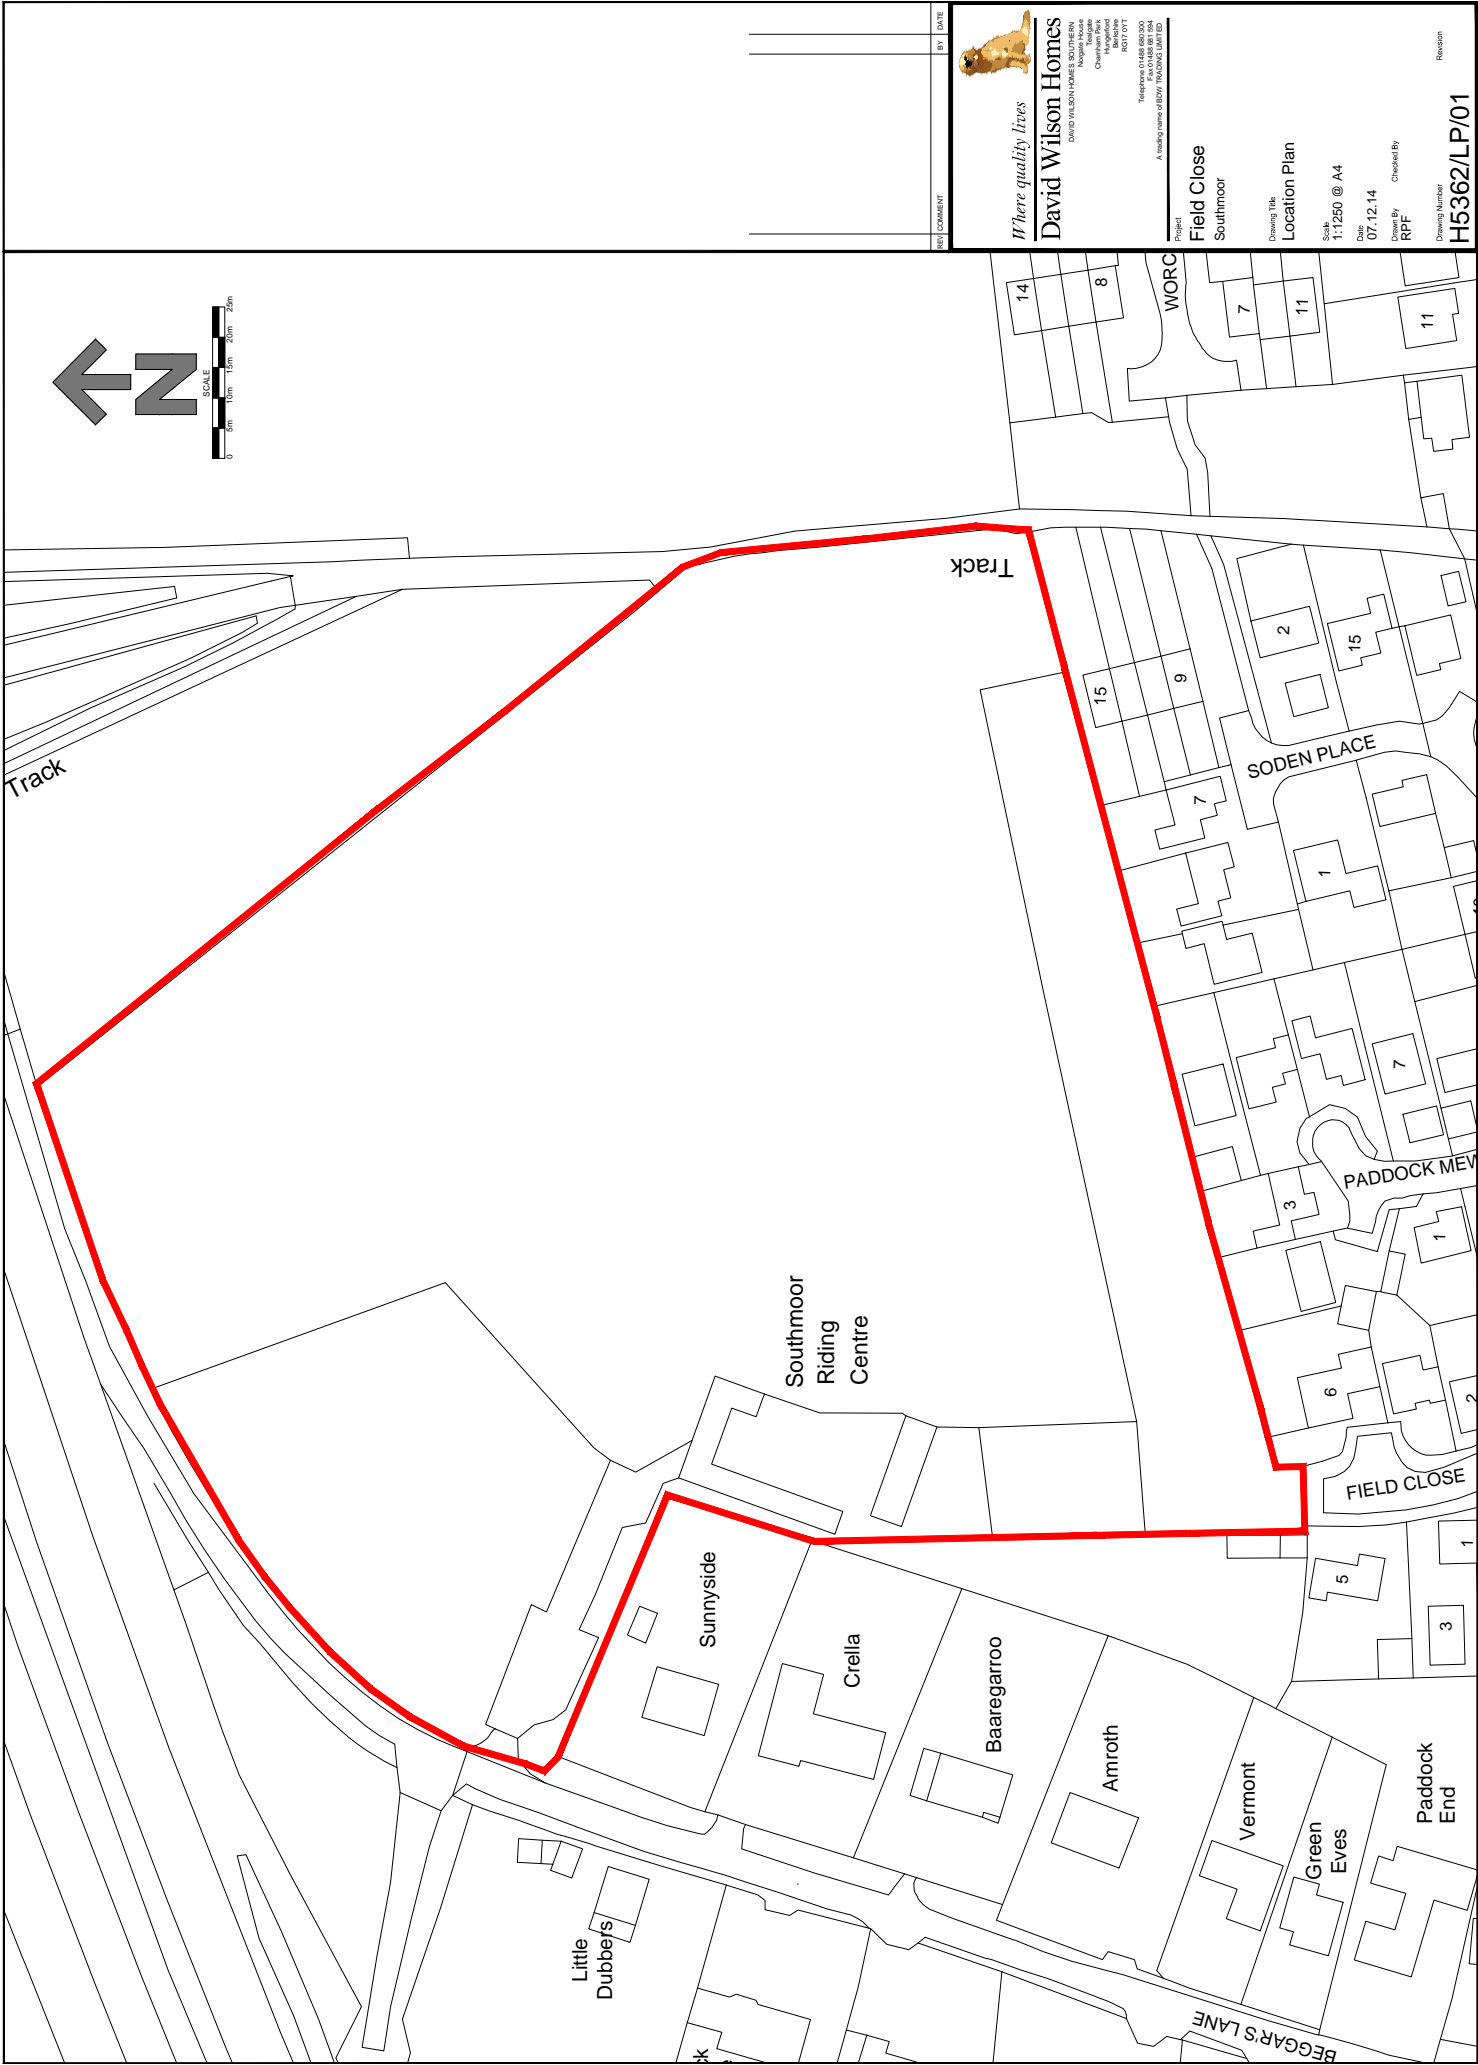 REV
COMMENT
BY
DATE
Where quality lives
David Wilson Homes
DAVID WILSON HOMES SOUTHERN
Norgate House
Tealgate
Charnham Park
Hungerford
Berkshire
RG17 0YT
Telephone 01488 680300
Fax 01488 681 594
A trading name of BDW TRADING LIMITED
Project
Field Close
Southmoor
Drawing Title
Location Plan
Scale
1:1250 @ A4
Date
07.12.14
Drawn By
Checked By
RPF
Drawing Number
Revision
H5362/LP/01
N
SCALE
0 5m 10m 15m 20m 25m
Track
Track
14
8
WORC
7
11
11
15
9
2
15
SODEN PLACE
7
1
7
PADDOCK MEW
3
1
6
2
FIELD CLOSE
5
1
3
Southmoor
Riding
Centre
Sunnyside
Crella
Baaregarroo
Amroth
Vermont
Green
Eves
Paddock
End
Little
Dubbers
BEGGAR'S LANE
ck